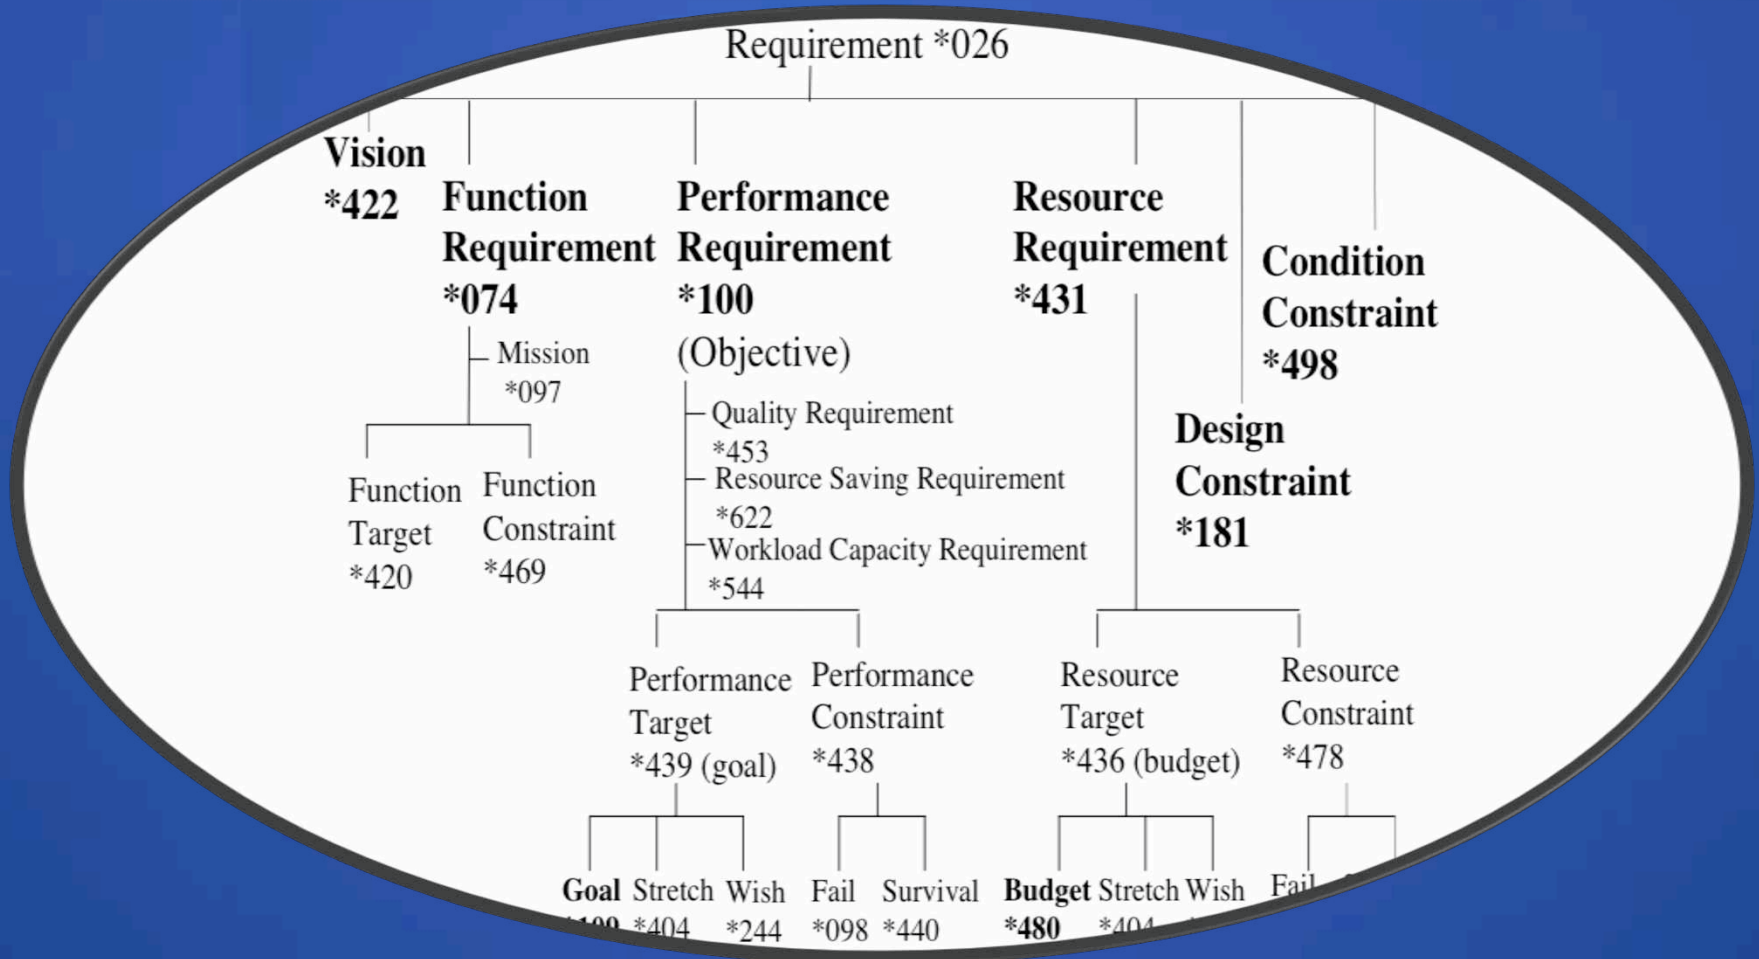 Requirement *026
Vision
*422
Function
Requirement
*074
Mission
*097
Function
Target
*420
Function
Constraint
*469
Performance
Requirement
*100
(Objective)
Quality Requirement
*453
Resource Saving Requirement
*622
Workload Capacity Requirement
*544
Performance
Target
*439 (goal)
Goal
Stretch
*404
Wish
*244
Performance
Constraint
*438
Fail
*098
Survival
*440
Resource
Requirement
*431
Resource
Target
*436 (budget)
Budget
*480
Stretch
*404
Wish
Resource
Constraint
*478
Fail
Design
Constraint
*181
Condition
Constraint
*498